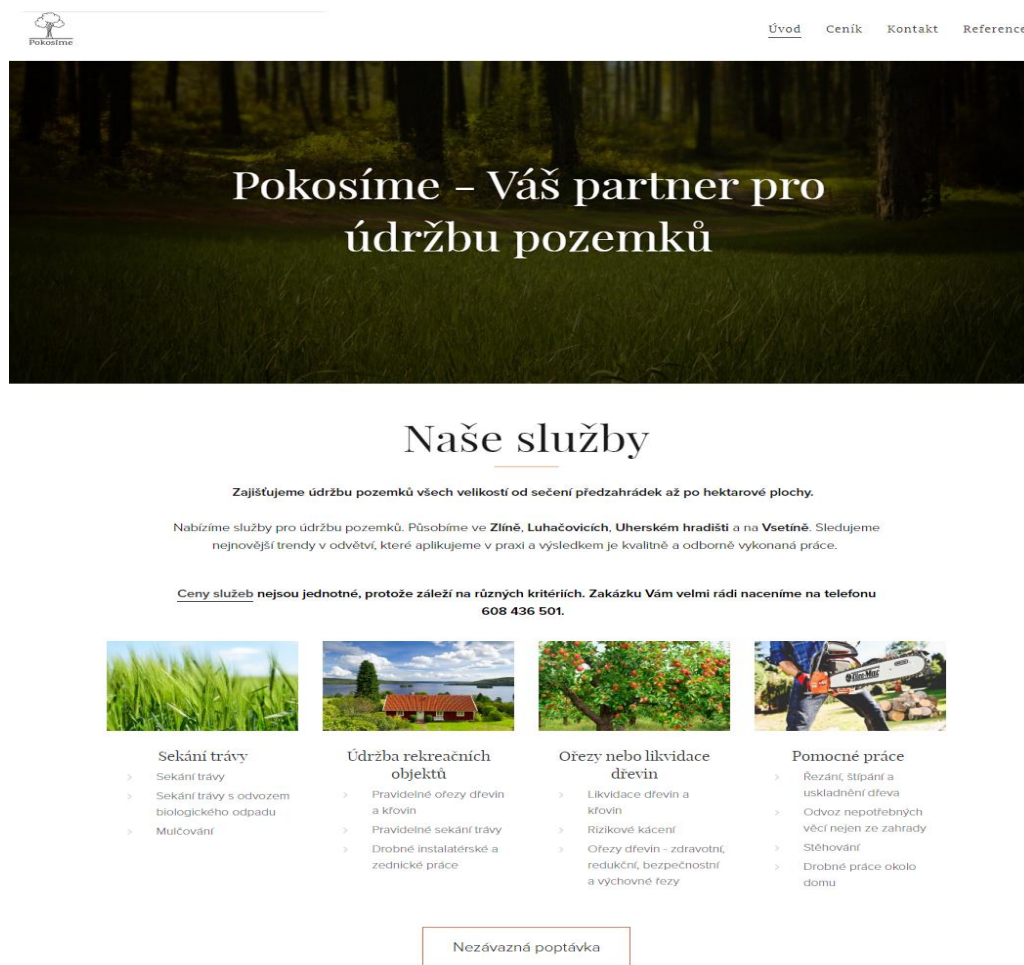 Pokosíme
Úvod Ceník Kontakt Reference
Pokosíme – Váš partner pro
údržbu pozemků
Naše služby
Zajišťujeme údržbu pozemků všech velikostí od sečení předzahrádek až po hektarové plochy.
Nabízíme služby pro údržbu pozemků. Působíme ve Zlíně, Luhačovicích, Uherském hradišti a na Vsetíně. Sledujeme
nejnovější trendy v odvětví, které aplikujeme v praxi a výsledkem je kvalitně a odborně vykonaná práce.
Ceny služeb nejsou jednotné, protože záleží na různých kritériích. Zakázku Vám velmi rádi naceníme na telefonu
608 436 501.
Sekání trávy
> Sekání trávy
> Sekání trávy s odvozem
biologického odpadu
> Mulčování
Údržba rekreačních
objektů
> Pravidelné ořezy dřevin
a křovin
> Pravidelné sekání trávy
> Drobné instalatérské a
zednické práce
Ořezy nebo likvidace
dřevin
> Likvidace dřevin a
křovin
> Rizikové kácení
> Ořezy dřevin - zdravotní,
redukční, bezpečnostní
a výchovné řezy
Pomocné práce
> Řezání, štípání a
uskladnění dřeva
> Odvoz nepotřebných
věcí nejen ze zahrady
> Stěhování
> Drobné práce okolo
domu
Nezávazná poptávka